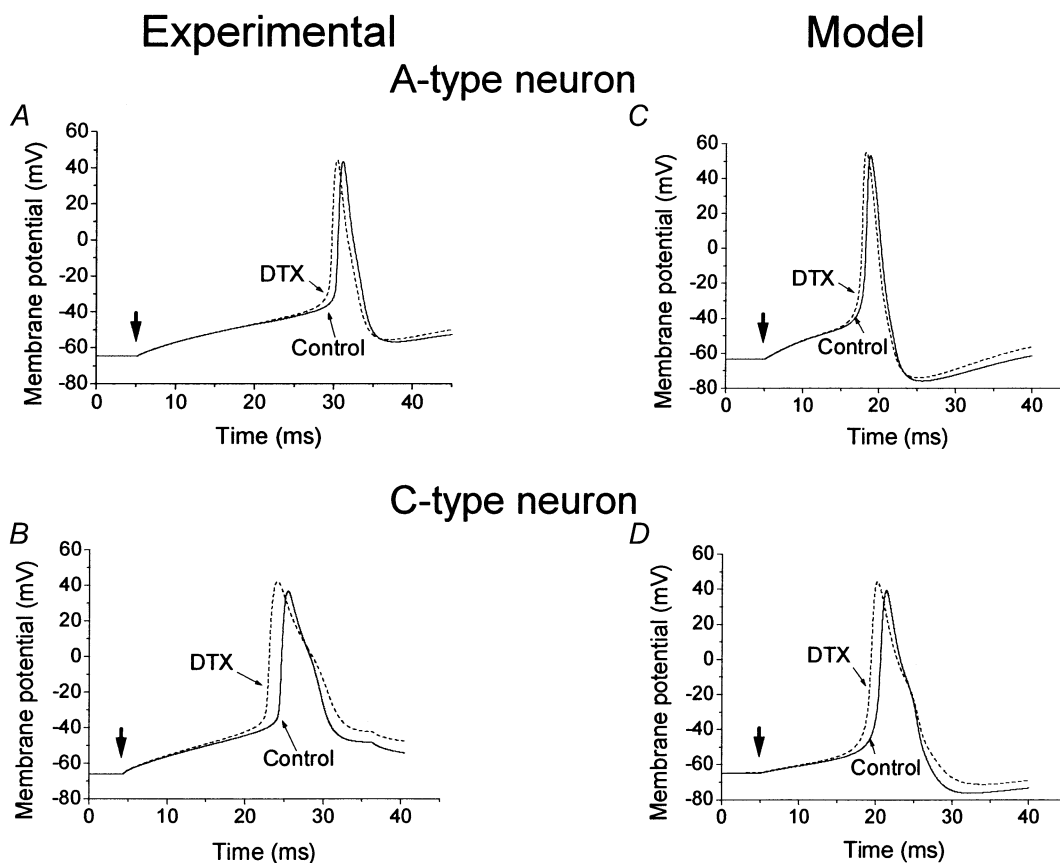 Experimental
Model
A-type neuron
A
C
Membrane potential (mV)
60
40
20
0
-20
-40
-60
-80
DTX
Control
0
10
20
30
40
Time (ms)
Membrane potential (mV)
60
40
20
0
-20
-40
-60
-80
DTX
Control
0
10
20
30
40
Time (ms)
C-type neuron
B
D
Membrane potential (mV)
60
40
20
0
-20
-40
-60
-80
DTX
Control
0
10
20
30
40
Time (ms)
Membrane potential (mV)
60
40
20
0
-20
-40
-60
-80
DTX
Control
0
10
20
30
40
Time (ms)